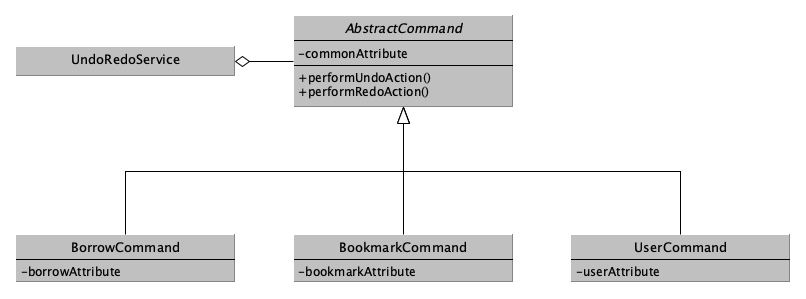 AbstractCommand
-commonAttribute
+performUndoAction()
+performRedoAction()
UndoRedoService
BorrowCommand
-borrowAttribute
BookmarkCommand
-bookmarkAttribute
UserCommand
-userAttribute